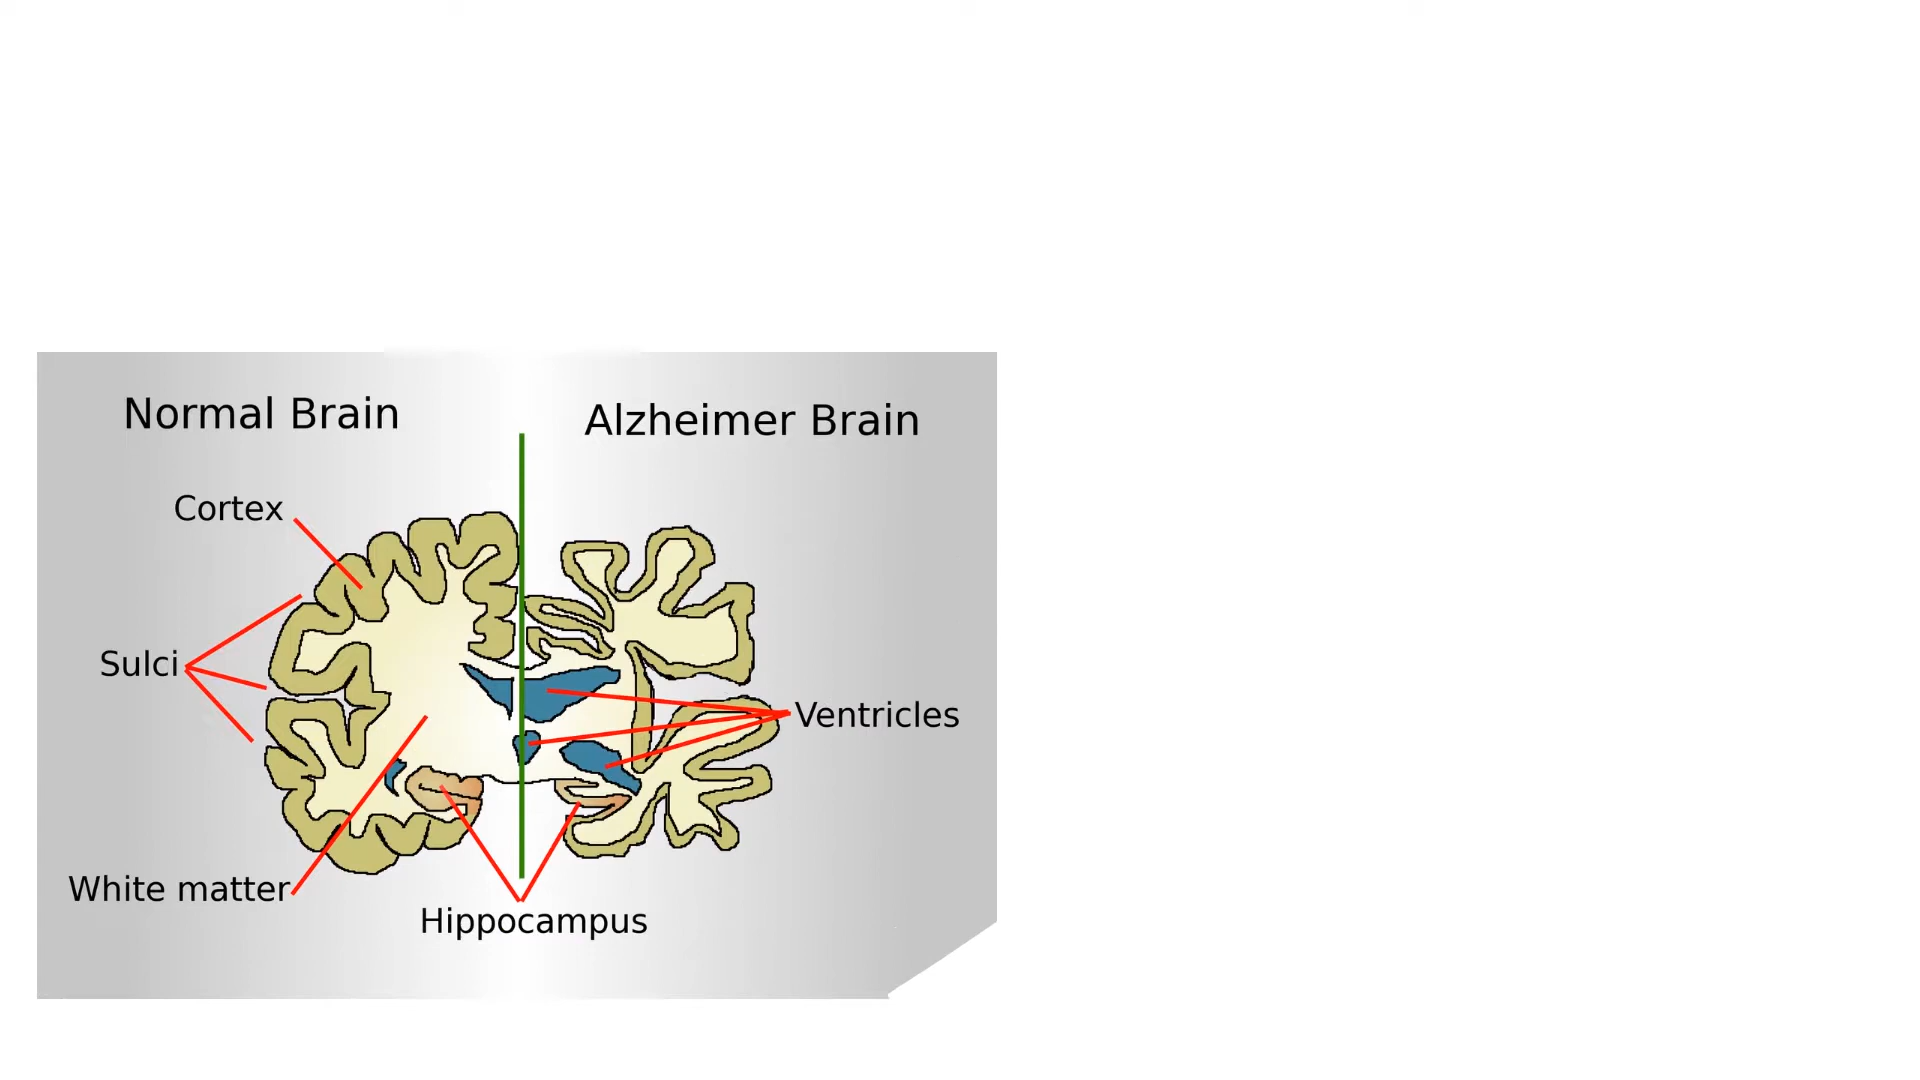 Normal Brain
Alzheimer Brain
Cortex
Sulci
Ventricles
White matter
Hippocampus